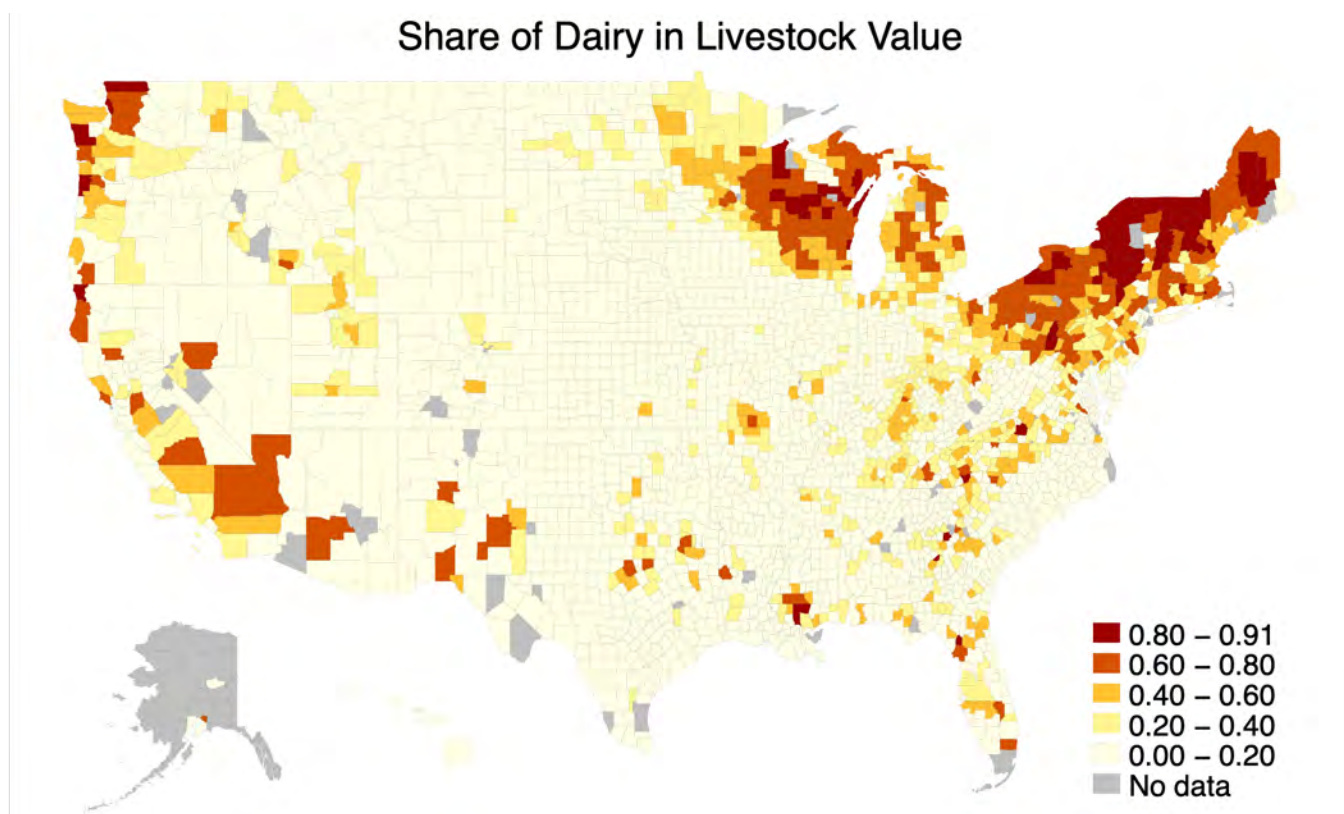 Share of Dairy in Livestock Value
0.80 – 0.91
0.60 – 0.80
0.40 – 0.60
0.20 – 0.40
0.00 – 0.20
No data